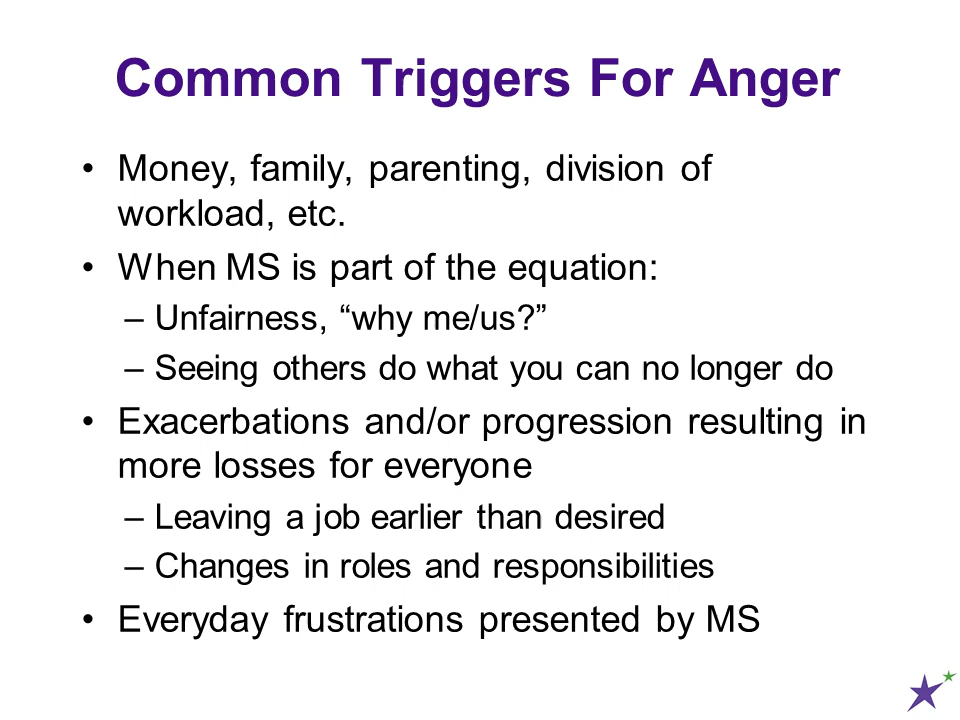 Common Triggers For Anger
• Money, family, parenting, division of
workload, etc.
• When MS is part of the equation:
– Unfairness, “why me/us?”
– Seeing others do what you can no longer do
• Exacerbations and/or progression resulting in
more losses for everyone
– Leaving a job earlier than desired
– Changes in roles and responsibilities
• Everyday frustrations presented by MS